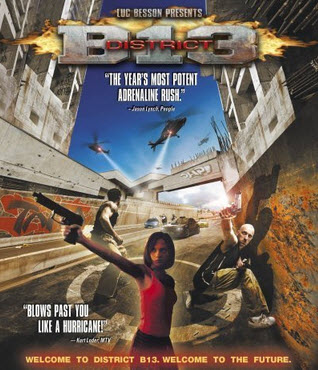 LUC BESSON PRESENTS
DISTRICT
B13
"THE YEAR'S MOST POTENT
ADRENALINE RUSH."
– Jason Lynch, People
"BLOWS PAST YOU
LIKE A HURRICANE!"
– Kurt Loder, MTV
WELCOME TO DISTRICT B13. WELCOME TO THE FUTURE.